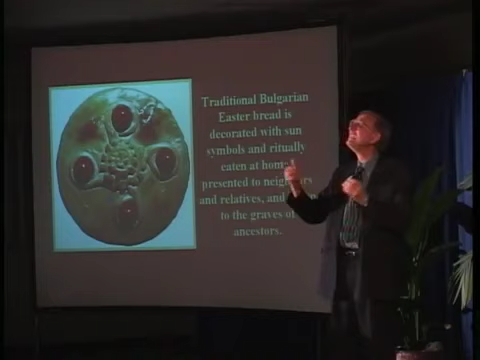 Traditional Bulgarian
Easter bread is
decorated with sun
symbols and ritually
eaten at home
presented to neighbors
and relatives, and
to the graves of
ancestors.